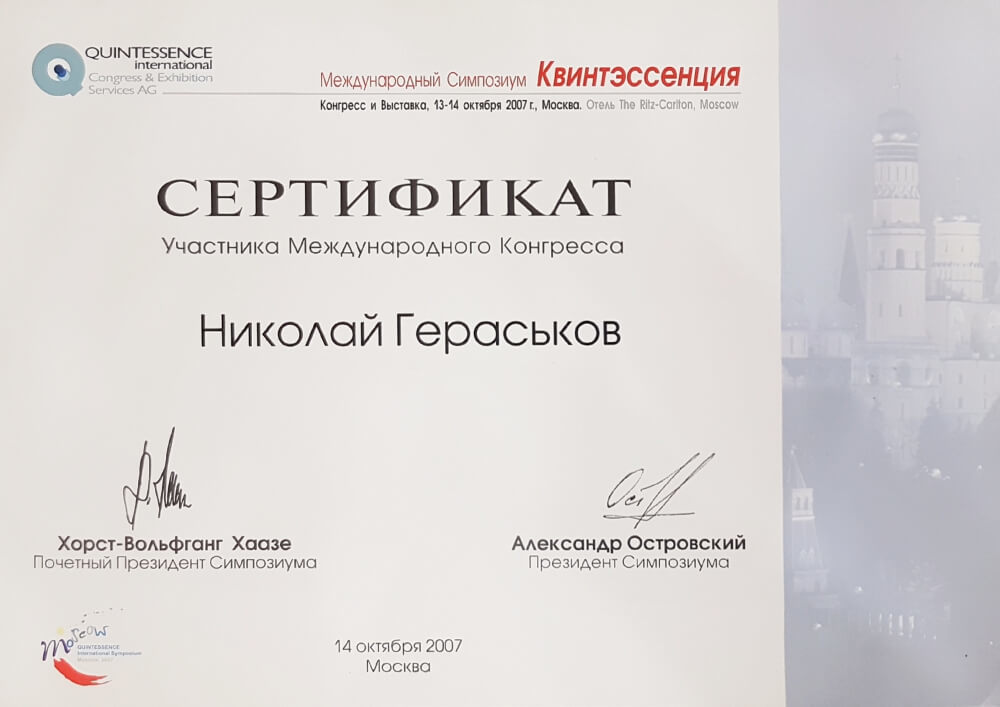 QUINTESSENCE
international
Congress & Exhibition
Services AG
Международный Симпозиум Квинтэссенция
Конгресс и Выставка, 13-14 октября 2007 г., Москва. Отель The Ritz-Carlton, Moscow
СЕРТИФИКАТ
Участника Международного Конгресса
Николай Гераськов
Хорст-Вольфганг Хаазе
Почетный Президент Симпозиума
Александр Островский
Президент Симпозиума
Moscow
QUINTESSENCE
International Symposium
Moscow, 2007
14 октября 2007
Москва